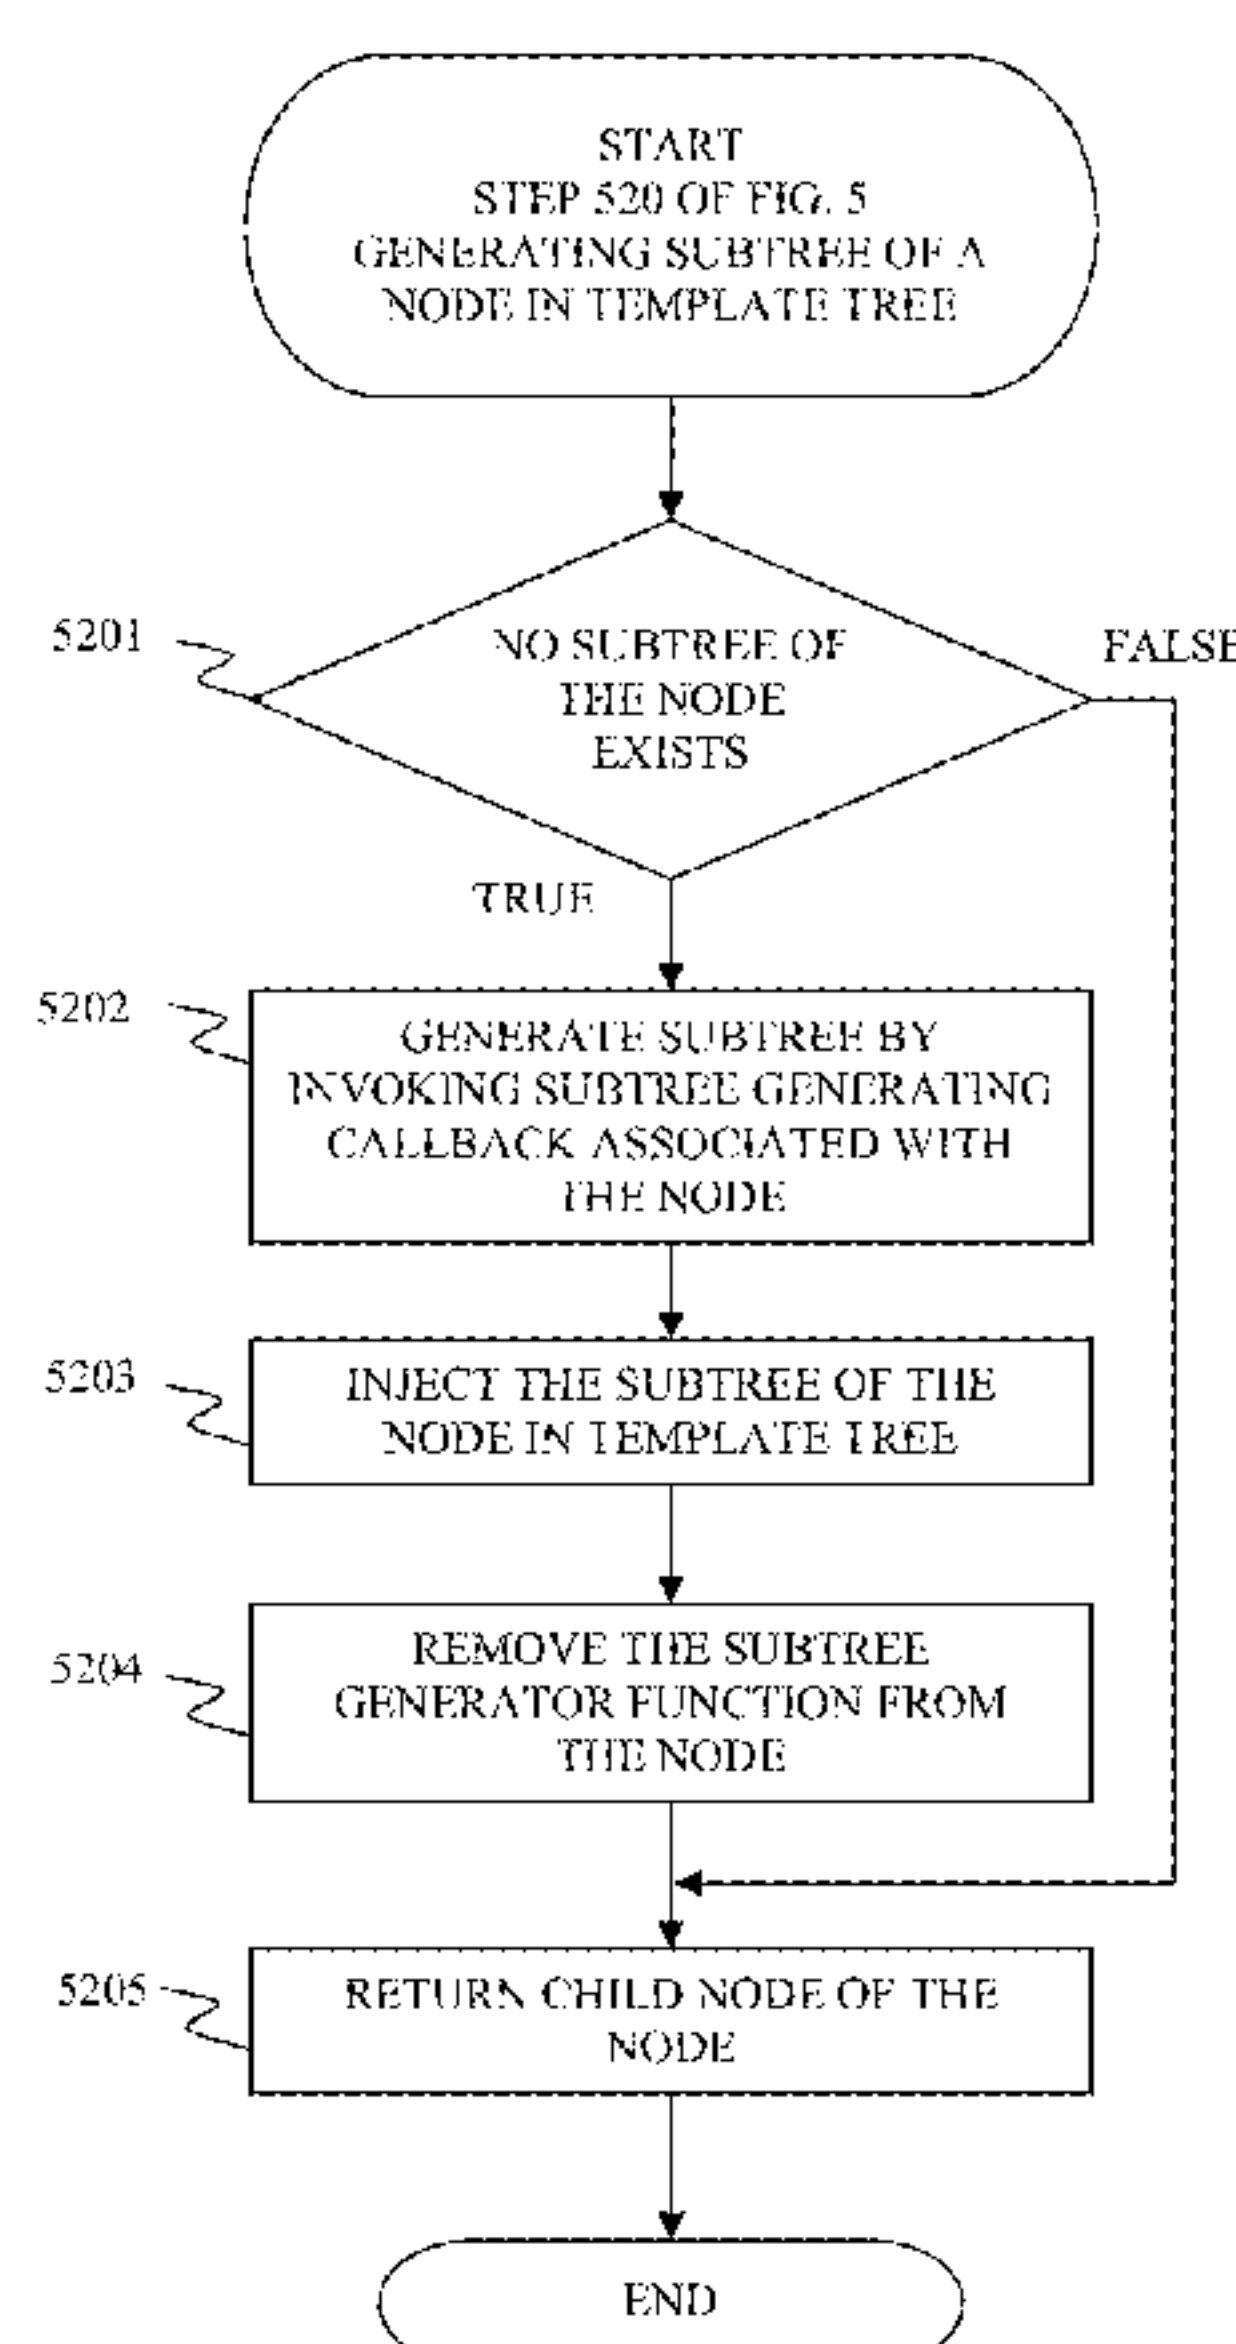 START
STEP 520 OF FIG. 5
GENERATING SUBTREE OF A
NODE IN TEMPLATE TREE
5201
NO SUBTREE OF
THE NODE
EXISTS
FALSE
TRUE
5202
GENERATE SUBTREE BY
INVOKING SUBTREE GENERATING
CALLBACK ASSOCIATED WITH
THE NODE
5203
INJECT THE SUBTREE OF THE
NODE IN TEMPLATE TREE
5204
REMOVE THE SUBTREE
GENERATOR FUNCTION FROM
THE NODE
5205
RETURN CHILD NODE OF THE
NODE
END